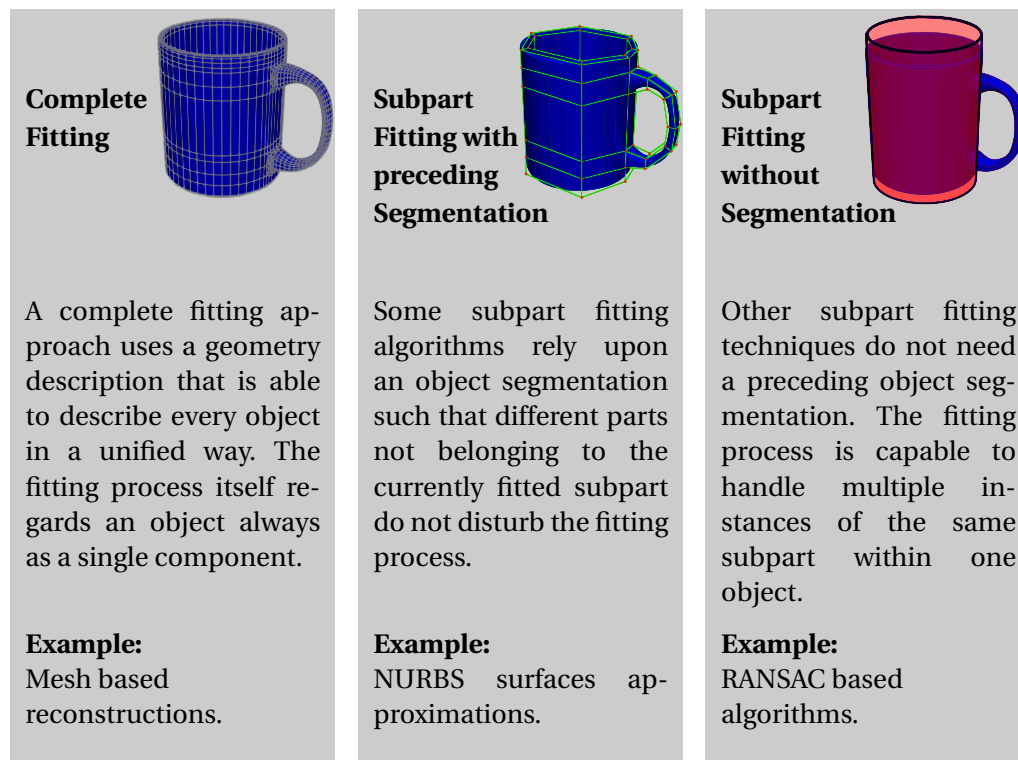 Complete
Fitting
A complete fitting ap-
proach uses a geometry
description that is able
to describe every object
in a unified way. The
fitting process itself re-
gards an object always
as a single component.
Example:
Mesh based
reconstructions.
Subpart
Fitting with
preceding
Segmentation
Some subpart fitting
algorithms rely upon
an object segmentation
such that different parts
not belonging to the
currently fitted subpart
do not disturb the fitting
process.
Example:
NURBS surfaces ap-
proximations.
Subpart
Fitting
without
Segmentation
Other subpart fitting
techniques do not need
a preceding object seg-
mentation. The fitting
process is capable to
handle multiple in-
stances of the same
subpart within one
object.
Example:
RANSAC based
algorithms.